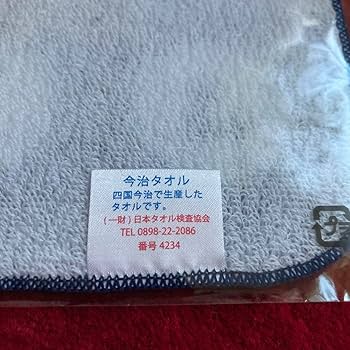 今治タオル
四国今治で生産した
タオルです。
(一財)日本タオル検査協会
TEL 0898-22-2086
番号 4234